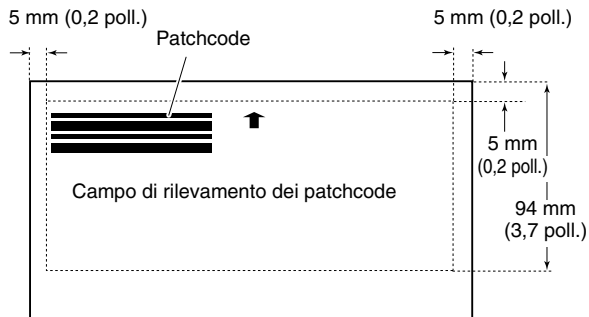 5 mm (0,2 poll.)
5 mm (0,2 poll.)
Patchcode
5 mm
(0,2 poll.)
Campo di rilevamento dei patchcode
94 mm
(3,7 poll.)